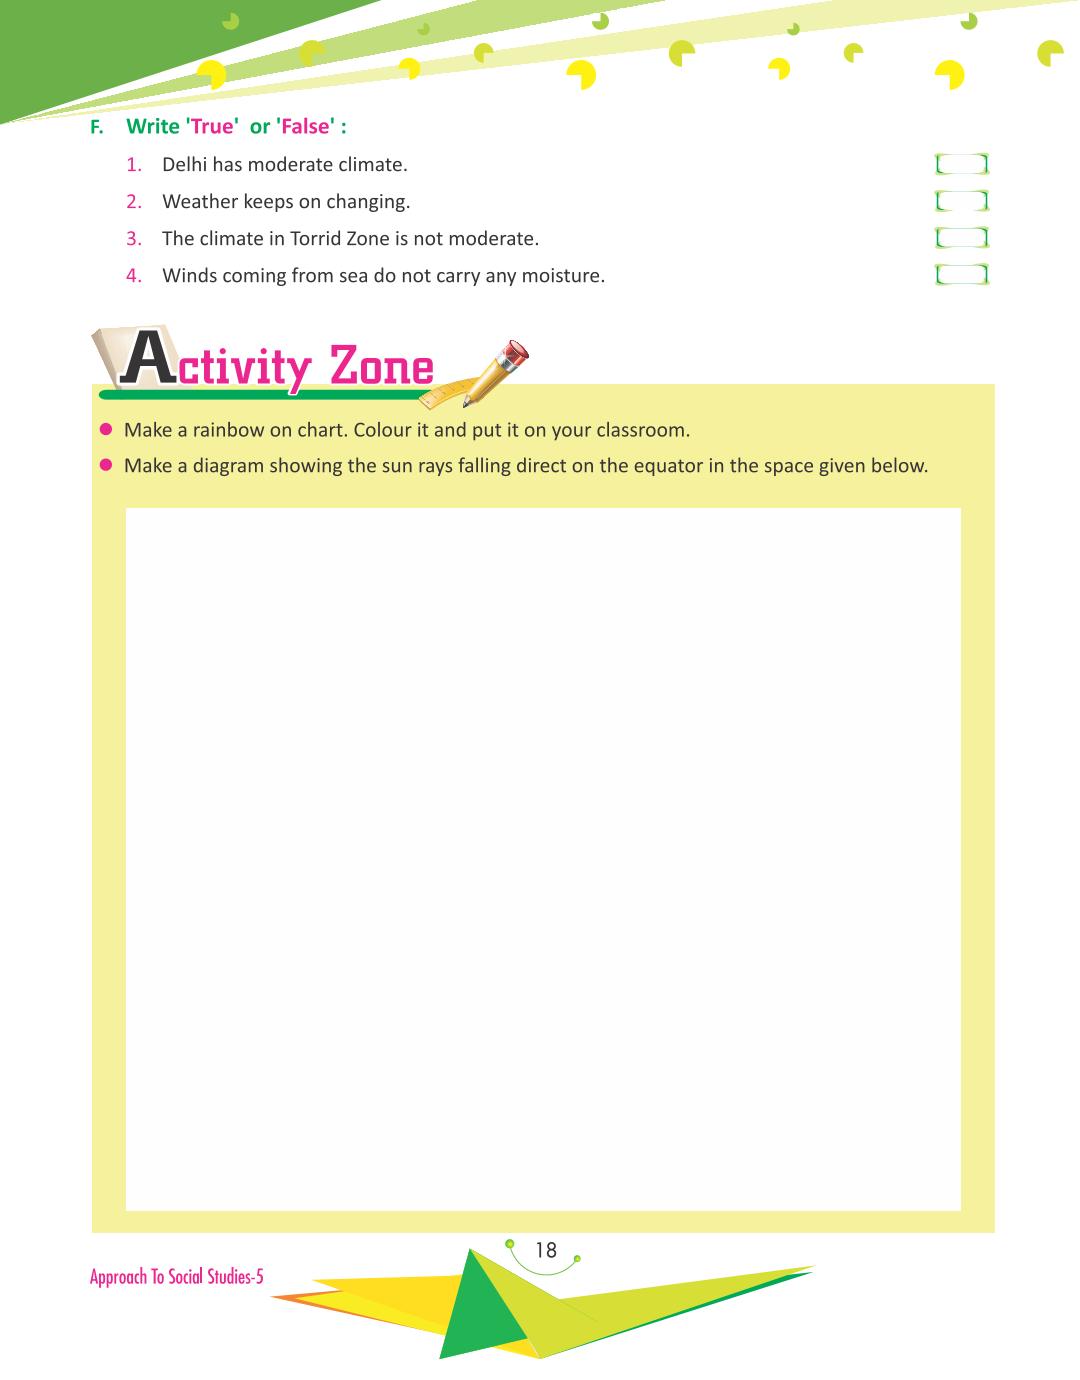 F. Write 'True' or 'False' :
1. Delhi has moderate climate.
2. Weather keeps on changing.
3. The climate in Torrid Zone is not moderate.
4. Winds coming from sea do not carry any moisture.
Activity Zone
● Make a rainbow on chart. Colour it and put it on your classroom.
● Make a diagram showing the sun rays falling direct on the equator in the space given below.
18
Approach To Social Studies-5